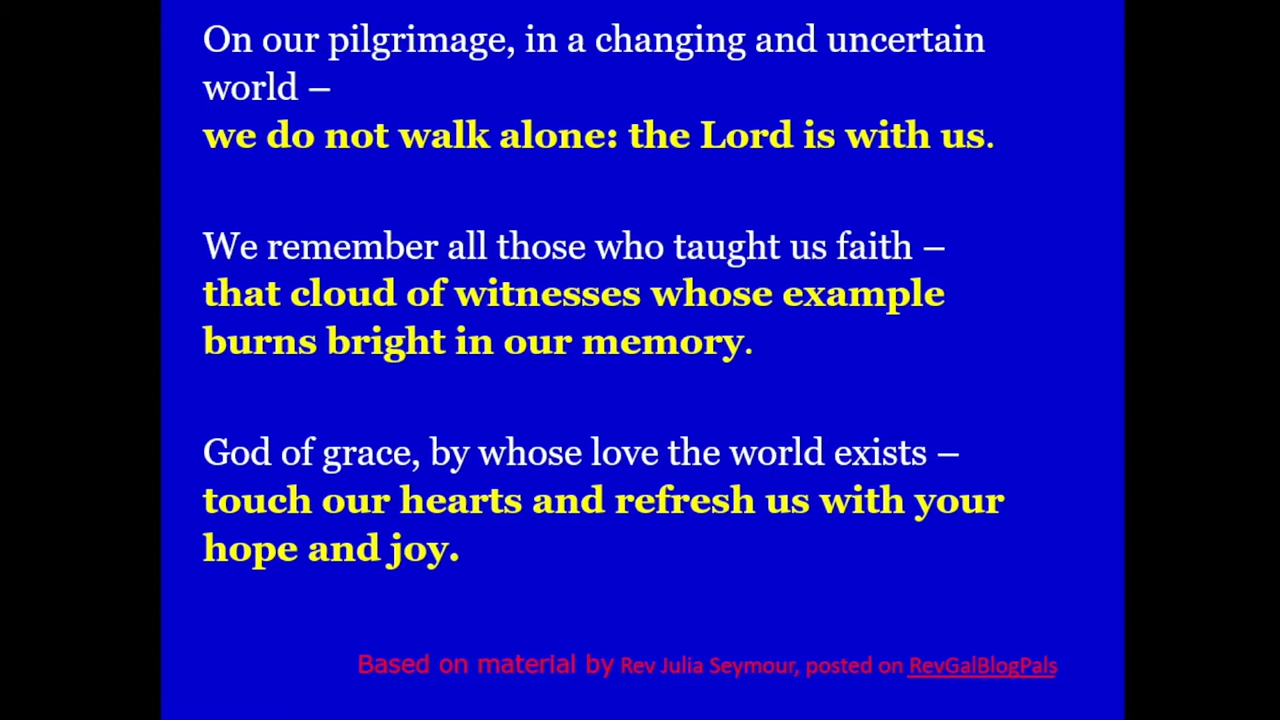 On our pilgrimage, in a changing and uncertain
world –
we do not walk alone: the Lord is with us.
We remember all those who taught us faith –
that cloud of witnesses whose example
burns bright in our memory.
God of grace, by whose love the world exists –
touch our hearts and refresh us with your
hope and joy.
Based on material by Rev Julia Seymour, posted on RevGalBlogPals